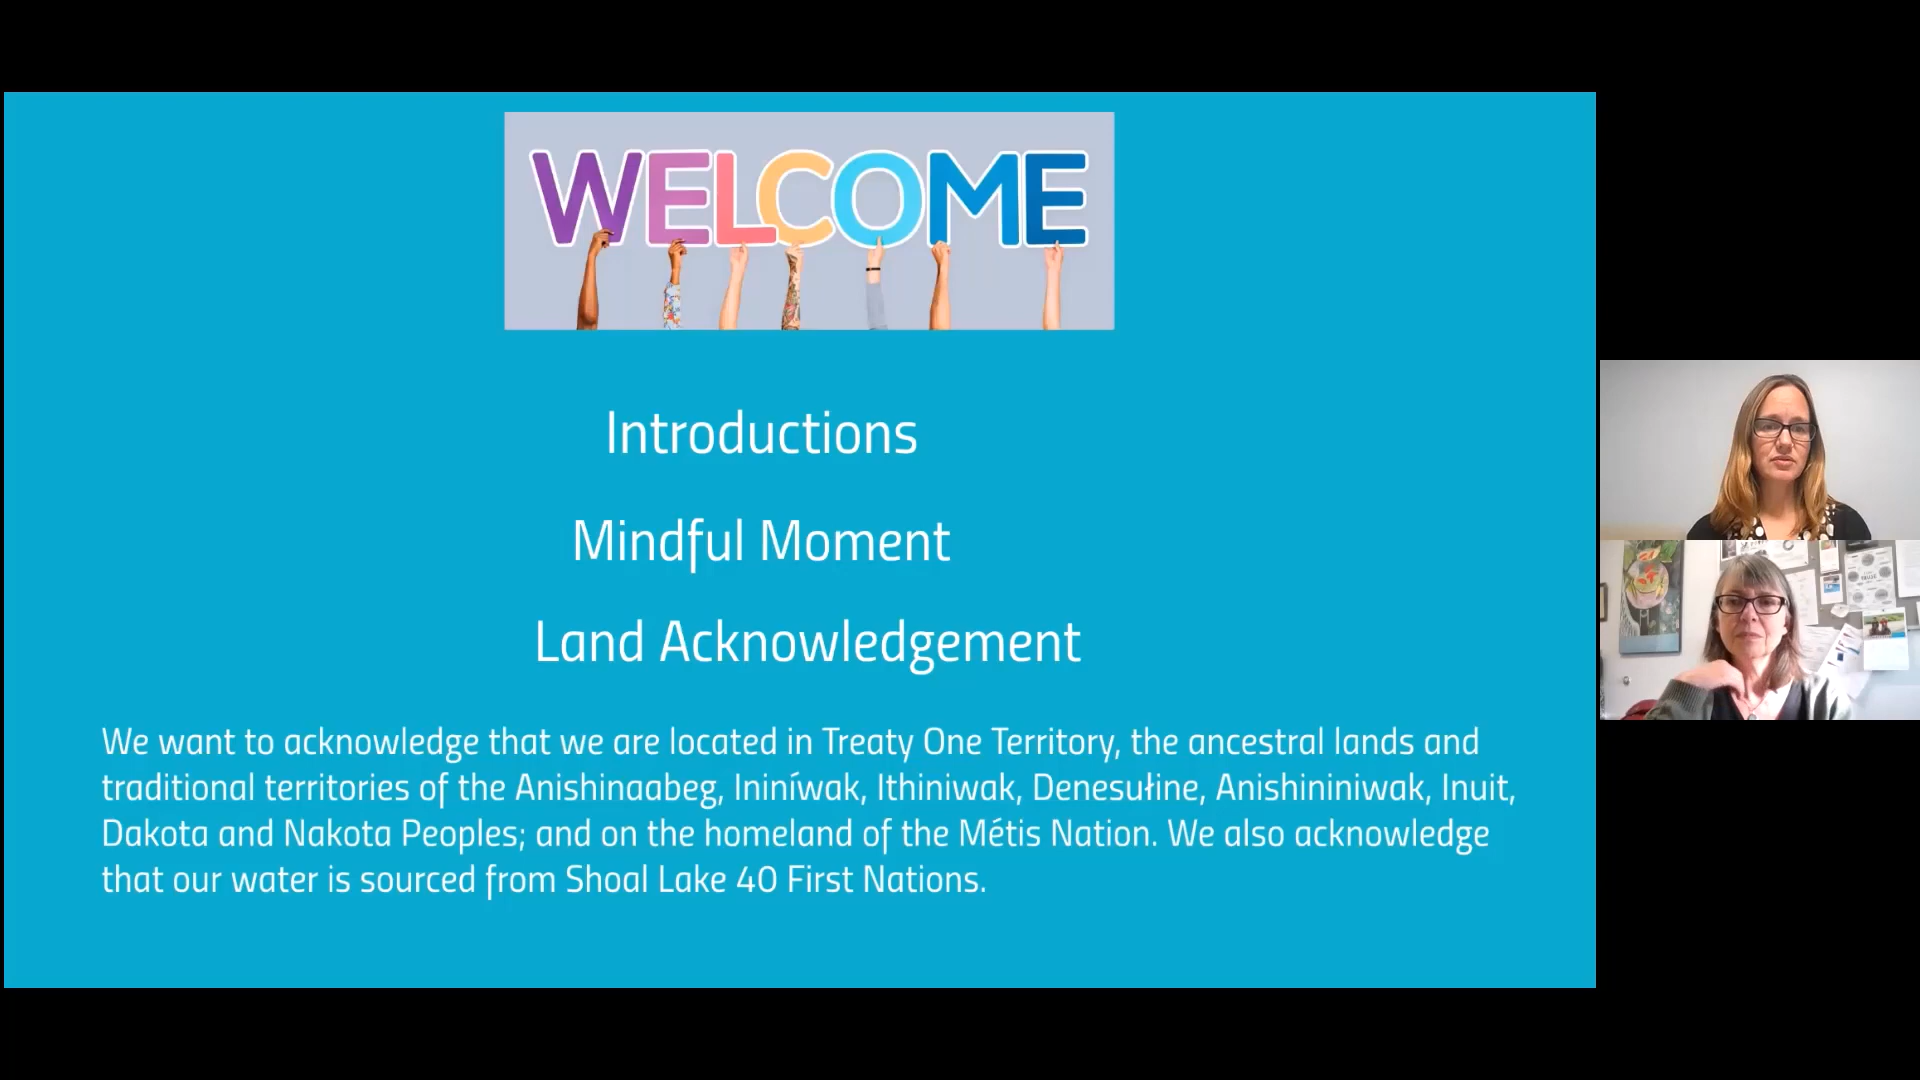 WELCOME
Introductions
Mindful Moment
Land Acknowledgement
We want to acknowledge that we are located in Treaty One Territory, the ancestral lands and
traditional territories of the Anishinaabeg, Ininíwak, Ithiniwak, Denesułine, Anishininiwak, Inuit,
Dakota and Nakota Peoples; and on the homeland of the Métis Nation. We also acknowledge
that our water is sourced from Shoal Lake 40 First Nations.